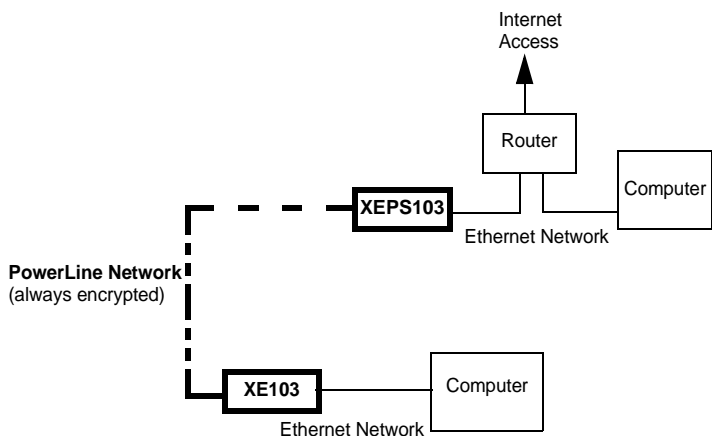 Internet
Access
Router
Computer
XEPS103
Ethernet Network
PowerLine Network
(always encrypted)
XE103
Computer
Ethernet Network